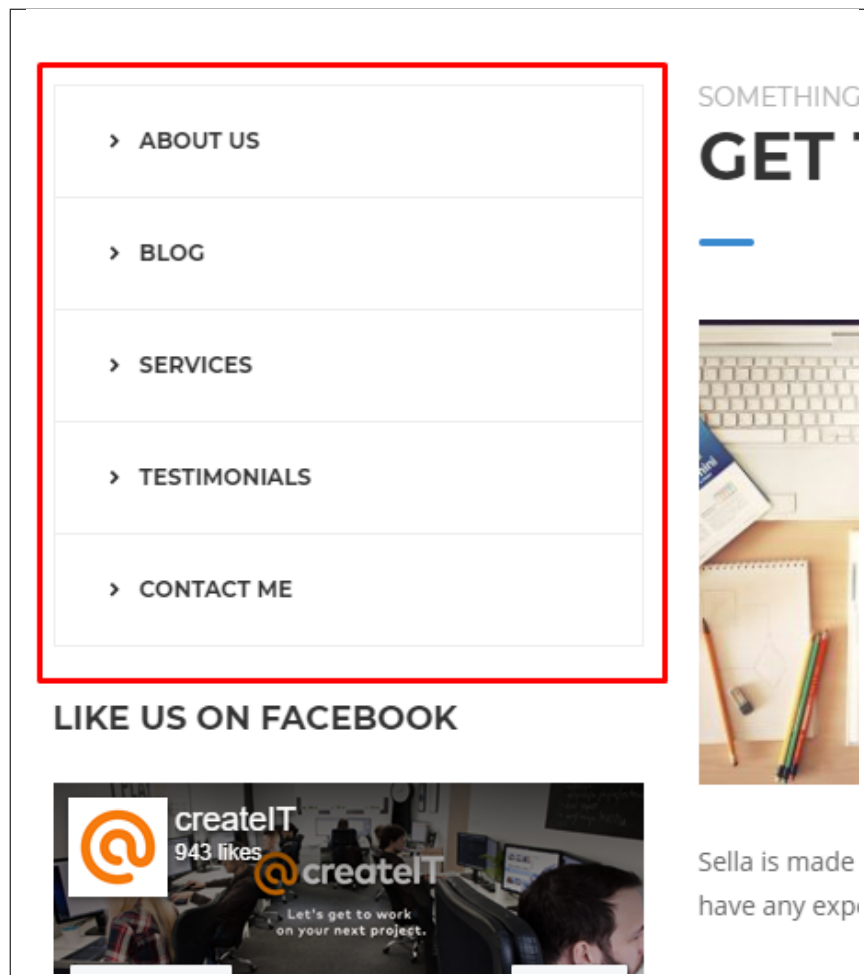 ABOUT US
BLOG
SERVICES
TESTIMONIALS
CONTACT ME
LIKE US ON FACEBOOK
createIT
943 likes
@createIT
Let's get to work
on your next project.
SOMETHING
GET
Sella is made
have any